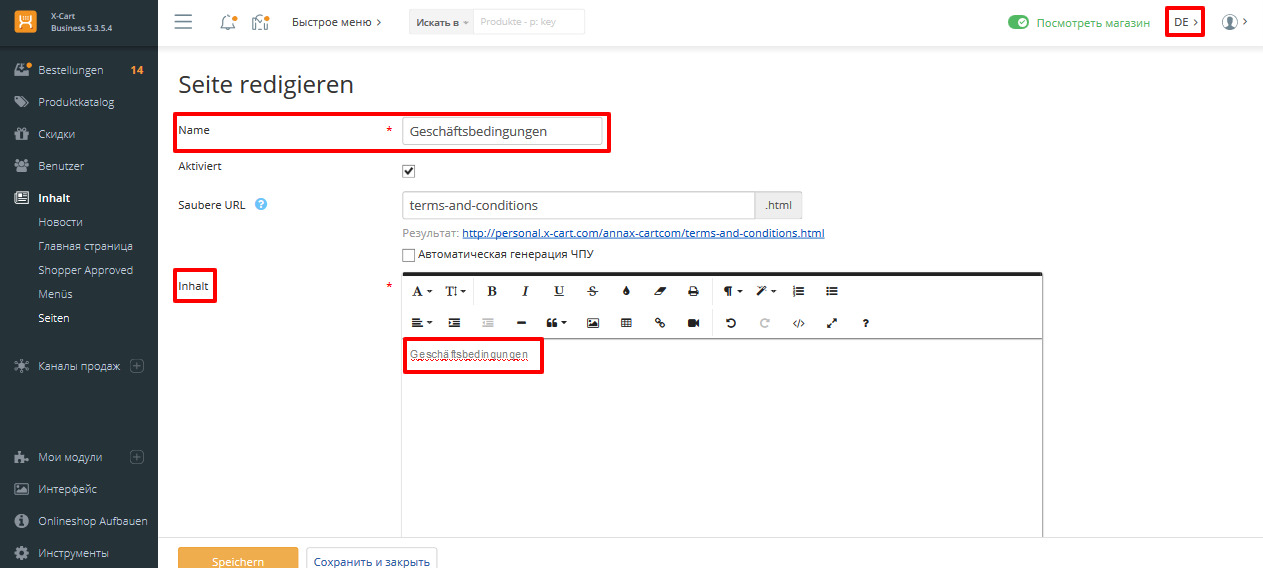 X-Cart
Business 5.3.5.4
Быстрое меню
Искать в
Produkte - p: key
Посмотреть магазин
DE
Bestellungen 14
Produktkatalog
Скидки
Benutzer
Inhalt
Новости
Главная страница
Shopper Approved
Menüs
Seiten
Каналы продаж
Мои модули
Интерфейс
Onlineshop Aufbauen
Инструменты
Seite redigieren
Name * Geschäftsbedingungen
Aktiviert
Saubere URL ? terms-and-conditions .html
Результат: http://personal.x-cart.com/annax-cartcom/terms-and-conditions.html
Автоматическая генерация ЧПУ
Inhalt *
A T B I U S ¶
?
Geschäftsbedingungen
Speichern Сохранить и закрыть